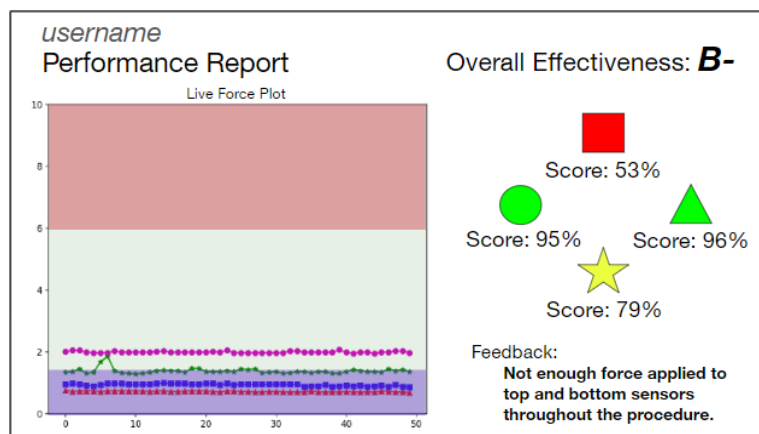 username
Performance Report
Overall Effectiveness: B-
Live Force Plot
10
8
6
4
2
0
0 10 20 30 40 50
Score: 53%
Score: 95%
Score: 96%
Score: 79%
Feedback:
Not enough force applied to
top and bottom sensors
throughout the procedure.